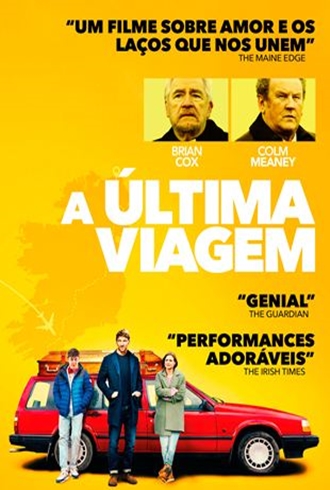 "UM FILME SOBRE AMOR E OS
LAÇOS QUE NOS UNEM"
THE MAINE EDGE
BRIAN
COX
COLM
MEANEY
A ÚLTIMA
VIAGEM
"GENIAL"
THE GUARDIAN
"PERFORMANCES
ADORÁVEIS"
THE IRISH TIMES